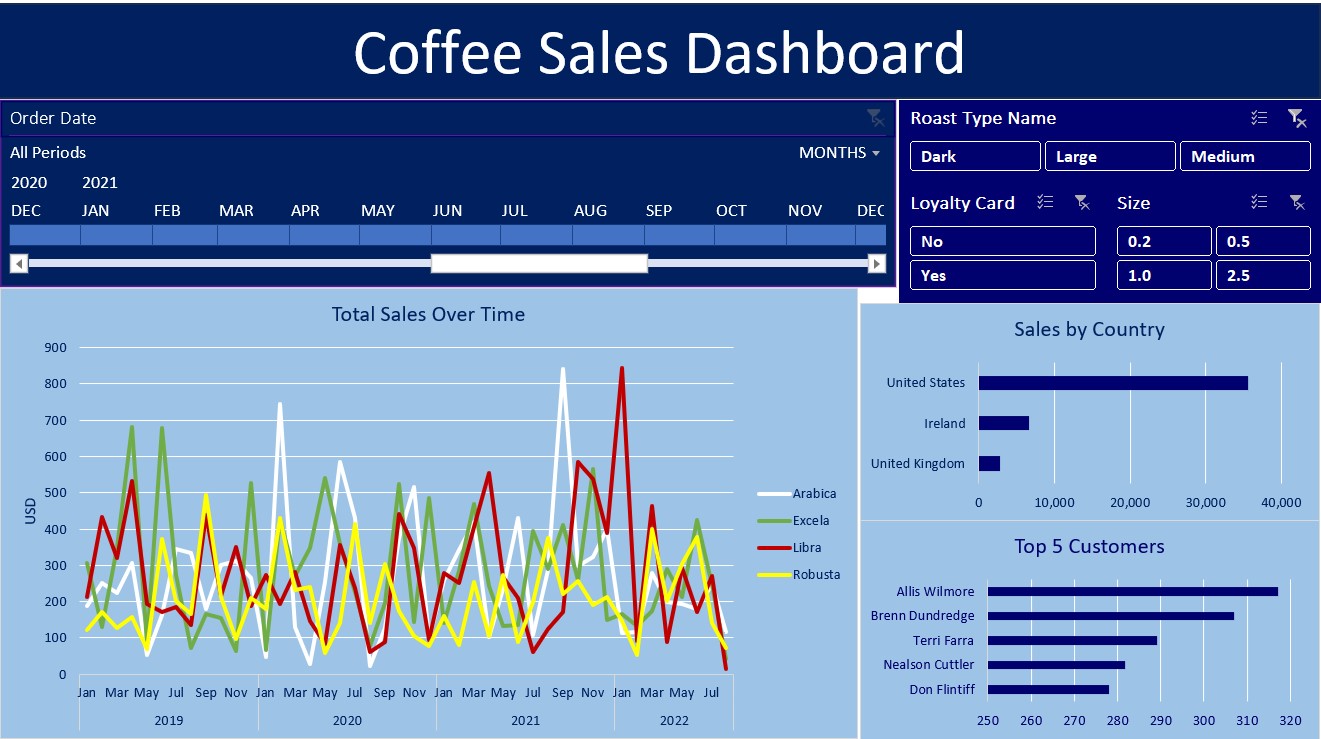 Coffee Sales Dashboard
Order Date
All Periods MONTHS
2020 2021
DEC JAN FEB MAR APR MAY JUN JUL AUG SEP OCT NOV DEC
Roast Type Name
Dark Large Medium
Loyalty Card Size
No 0.2 0.5
Yes 1.0 2.5
Total Sales Over Time
900
800
700
600
500
400
300
200
100
0
USD
Jan Mar May Jul Sep Nov Jan Mar May Jul Sep Nov Jan Mar May Jul Sep Nov Jan Mar May Jul
2019 2020 2021 2022
Arabica
Excela
Libra
Robusta
Sales by Country
United States
Ireland
United Kingdom
0 10,000 20,000 30,000 40,000
Top 5 Customers
Allis Wilmore
Brenn Dundredge
Terri Farra
Nealson Cuttler
Don Flintiff
250 260 270 280 290 300 310 320